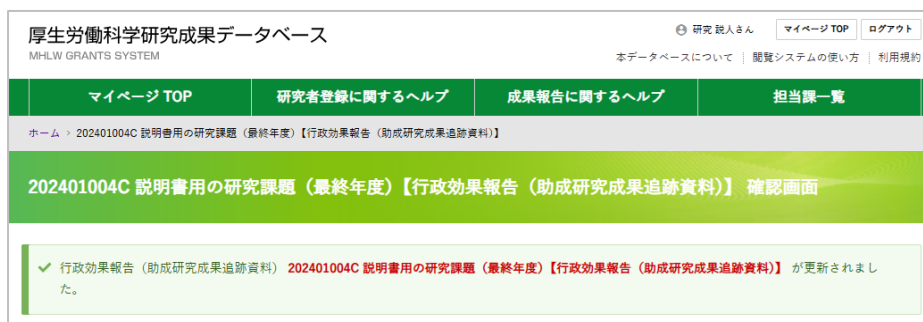 厚生労働科学研究成果データベース
MHLW GRANTS SYSTEM
研究 説人さん
マイページ TOP
ログアウト
本データベースについて
閲覧システムの使い方
利用規約
マイページ TOP
研究者登録に関するヘルプ
成果報告に関するヘルプ
担当課一覧
ホーム > 202401004C 説明書用の研究課題（最終年度）【行政効果報告（助成研究成果追跡資料）】
202401004C 説明書用の研究課題（最終年度）【行政効果報告（助成研究成果追跡資料）】 確認画面
行政効果報告（助成研究成果追跡資料） 202401004C 説明書用の研究課題（最終年度）【行政効果報告（助成研究成果追跡資料）】 が更新されまし
た。